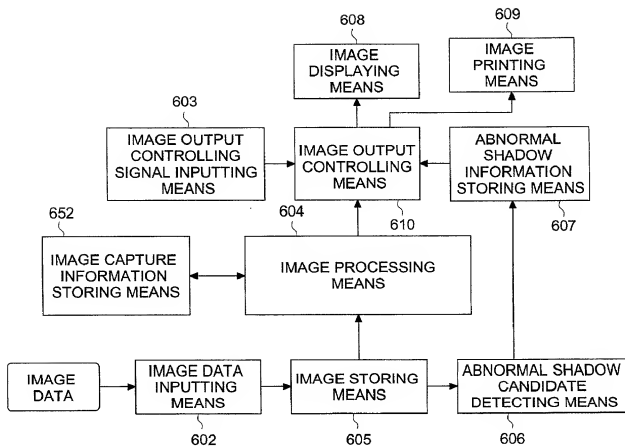 608
609
IMAGE
DISPLAYING
MEANS
IMAGE
PRINTING
MEANS
603
IMAGE OUTPUT
CONTROLLING
SIGNAL INPUTTING
MEANS
IMAGE OUTPUT
CONTROLLING
MEANS
ABNORMAL
SHADOW
INFORMATION
STORING MEANS
652
604
610
607
IMAGE CAPTURE
INFORMATION
STORING MEANS
IMAGE PROCESSING
MEANS
IMAGE
DATA
IMAGE DATA
INPUTTING
MEANS
IMAGE STORING
MEANS
ABNORMAL SHADOW
CANDIDATE
DETECTING MEANS
602
605
606